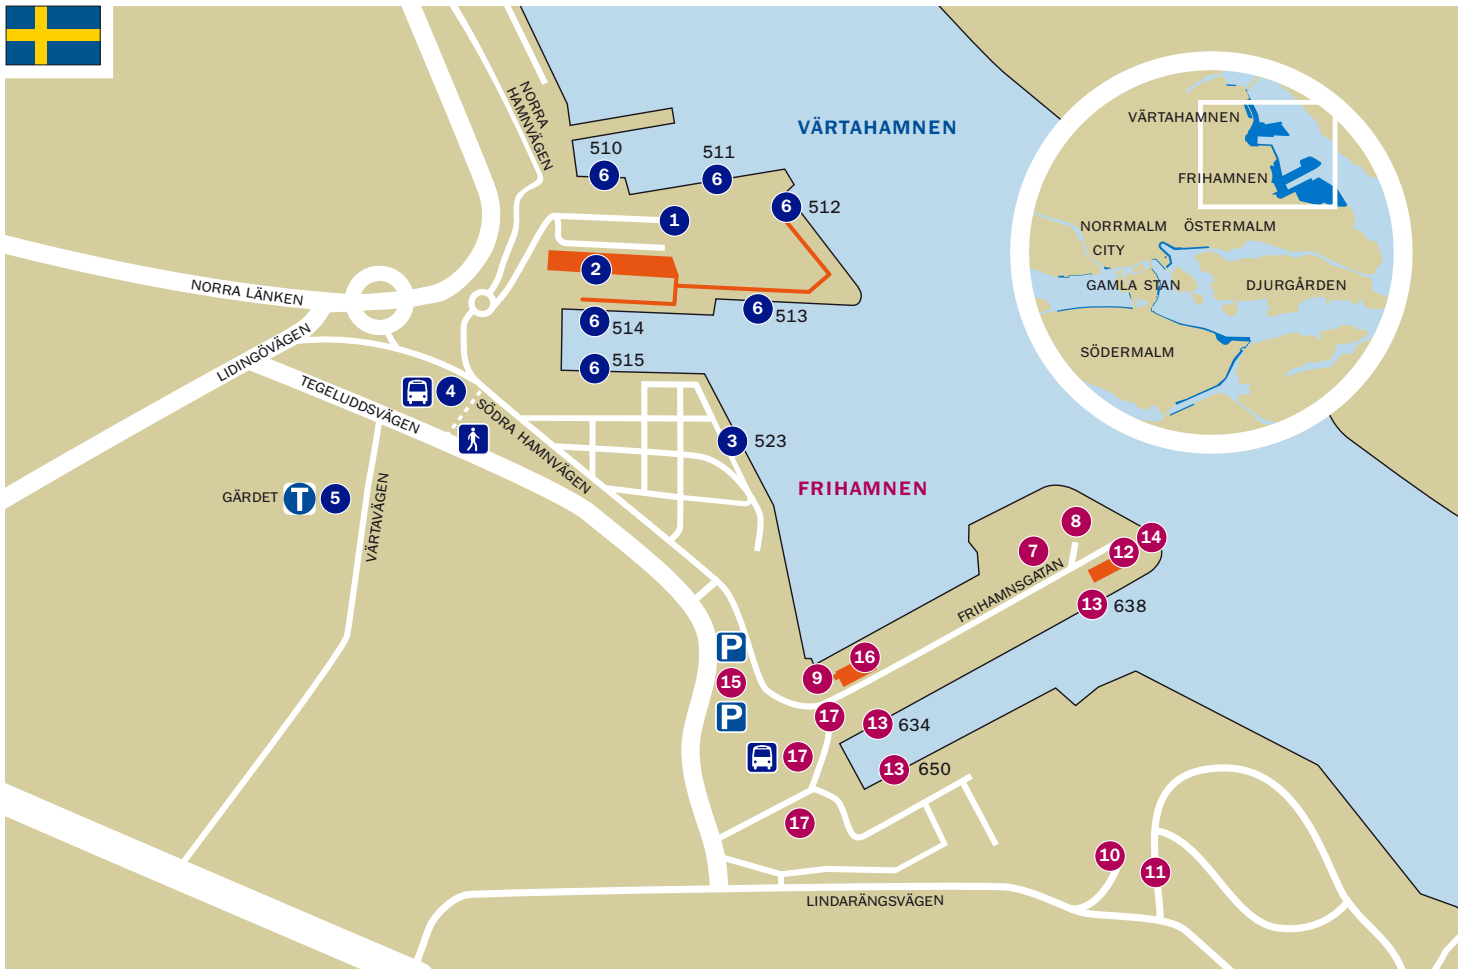 NORRA
HAMNVÄGEN
VÄRTAHAMNEN
510
6
511
6
6
512
1
2
6
513
6
514
6
515
NORRA LÄNKEN
LIDINGÖVÄGEN
TEGELUDDSVÄGEN
4
SÖDRA HAMNVÄGEN
3
523
GÄRDET
T
5
VÄRTAVÄGEN
FRIHAMNEN
8
7
14
12
FRIHAMNSGATAN
13
638
P
16
9
15
P
17
13
634
17
13
650
17
10
11
LINDARÄNGSVÄGEN
VÄRTAHAMNEN
FRIHAMNEN
NORRMALM
ÖSTERMALM
CITY
GAMLA STAN
DJURGÅRDEN
SÖDERMALM